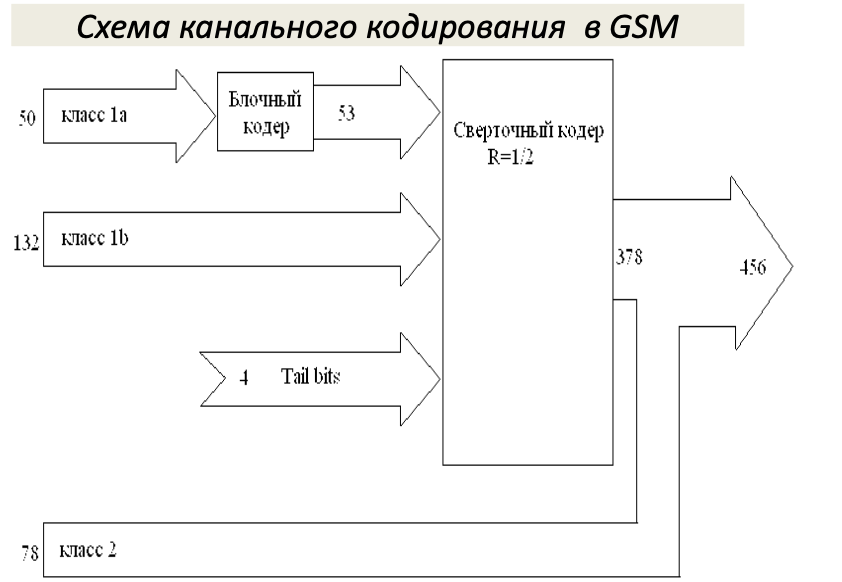 Схема канального кодирования в GSM
50
класс 1а
Блочный
кодер
53
Сверточный кодер
R=1/2
132
класс 1b
378
456
4
Tail bits
78
класс 2